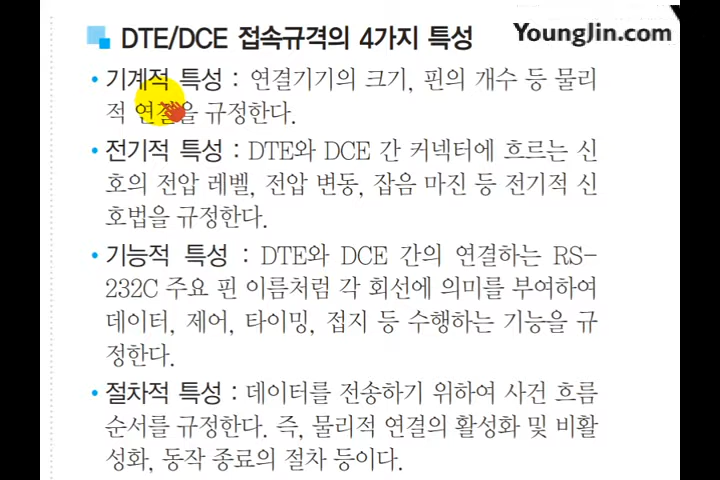 DTE/DCE 접속규격의 4가지 특성
YoungJin.com
• 기계적 특성 : 연결기기의 크기, 핀의 개수 등 물리
적 연결을 규정한다.
• 전기적 특성 : DTE와 DCE 간 커넥터에 흐르는 신
호의 전압 레벨, 전압 변동, 잡음 마진 등 전기적 신
호법을 규정한다.
• 기능적 특성 : DTE와 DCE 간의 연결하는 RS-
232C 주요 핀 이름처럼 각 회선에 의미를 부여하여
데이터, 제어, 타이밍, 접지 등 수행하는 기능을 규
정한다.
• 절차적 특성 : 데이터를 전송하기 위하여 사건 흐름
순서를 규정한다. 즉, 물리적 연결의 활성화 및 비활
성화, 동작 종료의 절차 등이다.